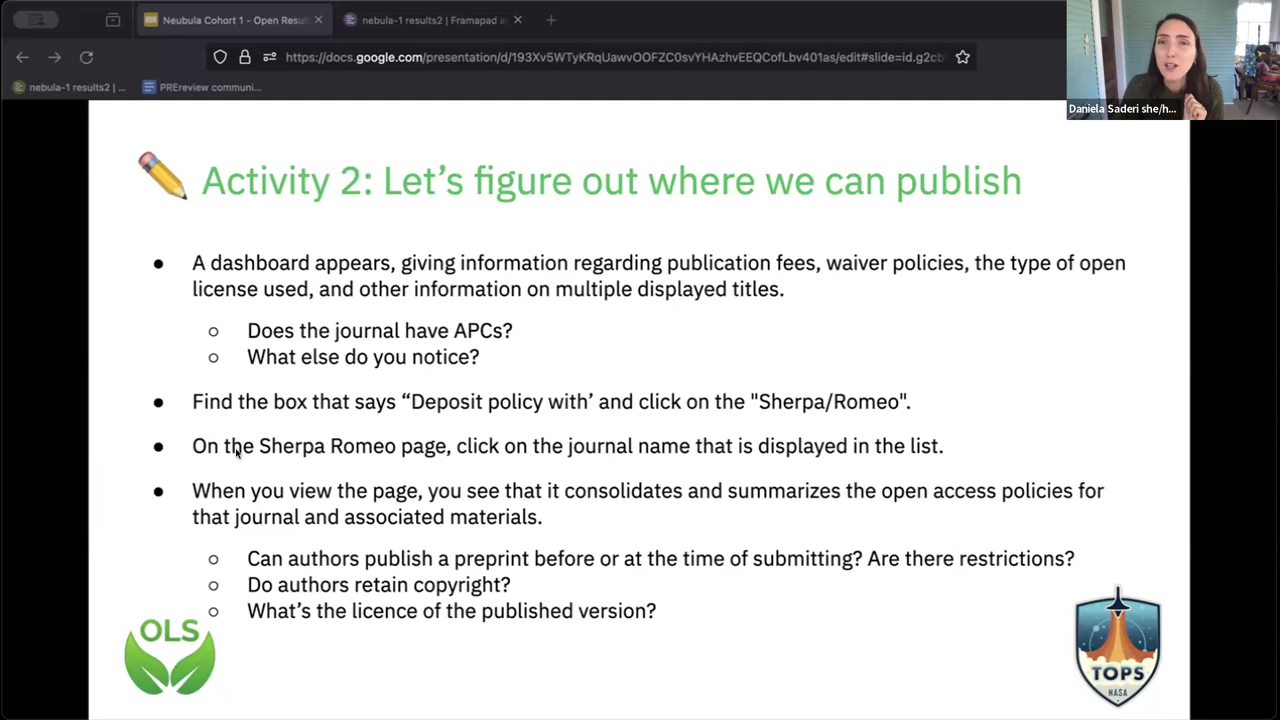 Neubula Cohort 1 - Open Resu
nebula-1 results2 | Framapad
https://docs.google.com/presentation/d/193Xv5WTyKRqUawvOOFZC0svYHAzhvEEQCofLbv401as/edit#slide=id.g2cb
nebula-1 results2 | ...
PREreview communi...
Daniela Saderi she/h...
Activity 2: Let's figure out where we can publish
● A dashboard appears, giving information regarding publication fees, waiver policies, the type of open
license used, and other information on multiple displayed titles.
○ Does the journal have APCs?
○ What else do you notice?
● Find the box that says “Deposit policy with’ and click on the "Sherpa/Romeo".
● On the Sherpa Romeo page, click on the journal name that is displayed in the list.
● When you view the page, you see that it consolidates and summarizes the open access policies for
that journal and associated materials.
○ Can authors publish a preprint before or at the time of submitting? Are there restrictions?
○ Do authors retain copyright?
○ What’s the licence of the published version?
OLS
TOPS
NASA